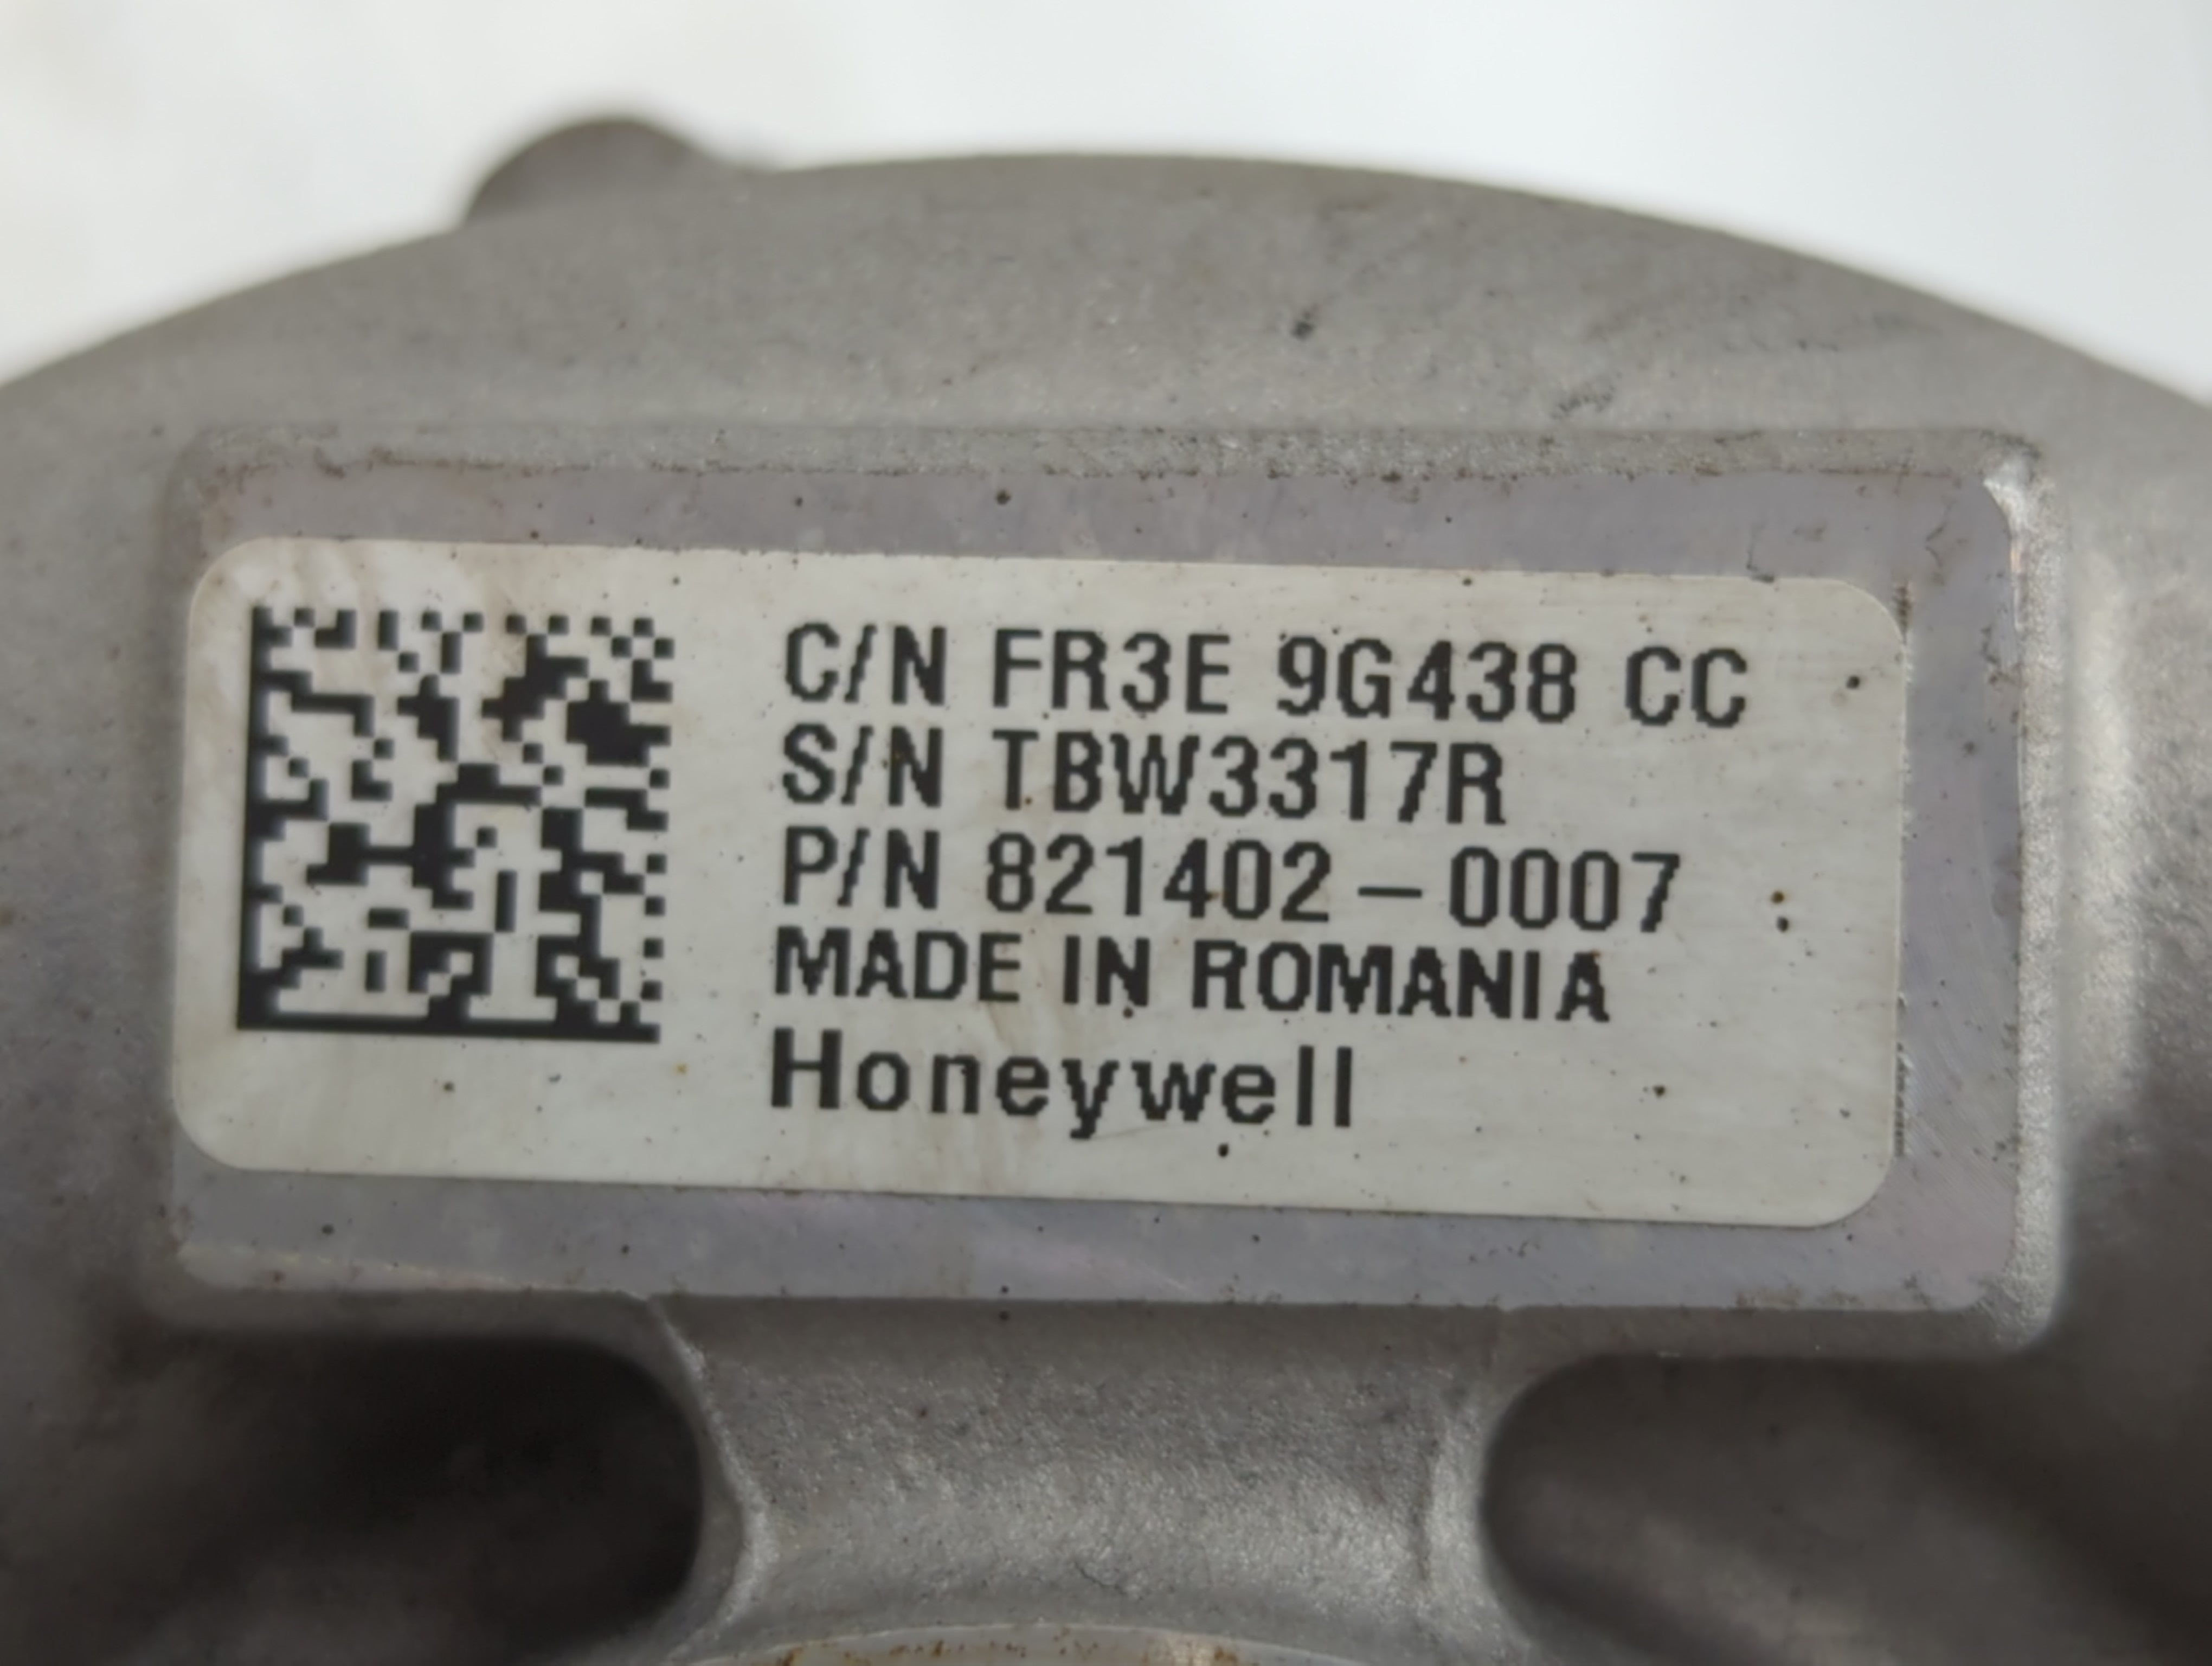 C/N FR3E 9G438 CC
S/N TBW3317R
P/N 821402-0007
MADE IN ROMANIA
Honeywell